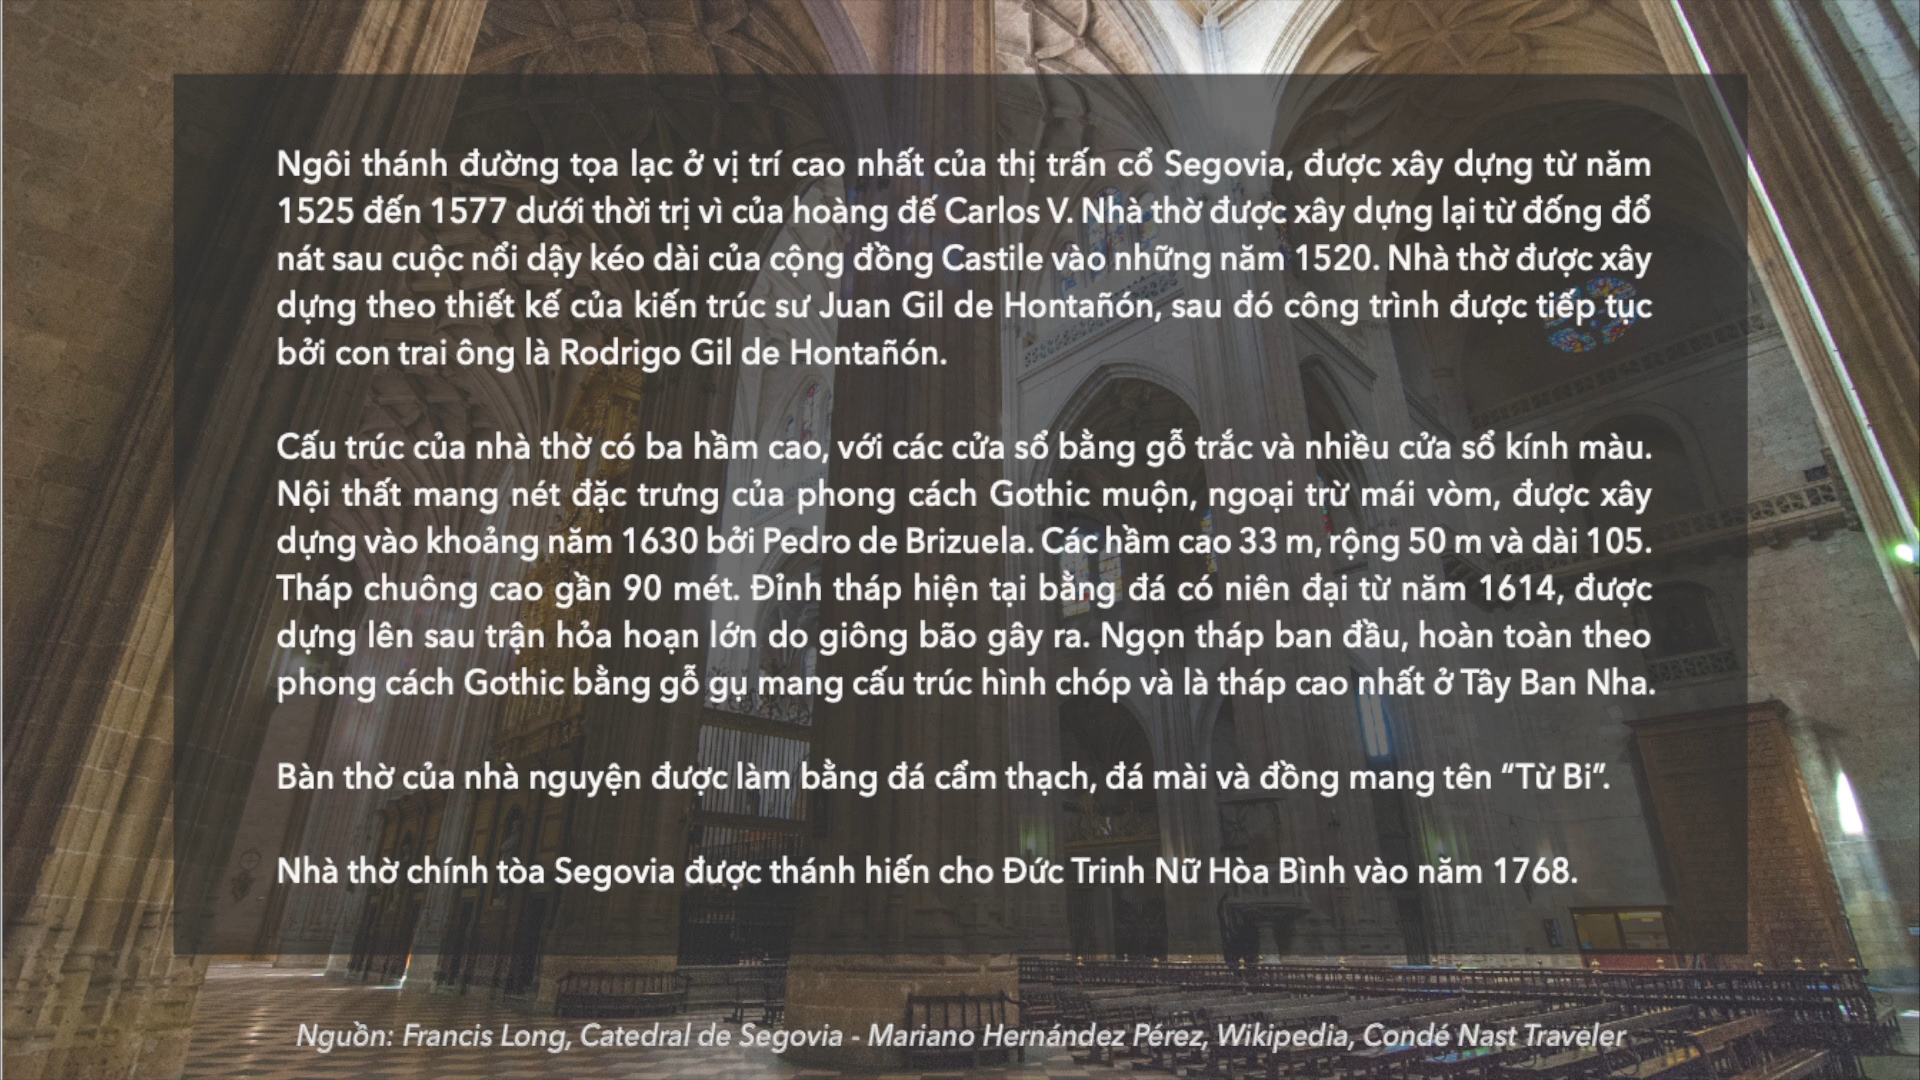 Ngôi thánh đường tọa lạc ở vị trí cao nhất của thị trấn cổ Segovia, được xây dựng từ năm
1525 đến 1577 dưới thời trị vì của hoàng đế Carlos V. Nhà thờ được xây dựng lại từ đống đổ
nát sau cuộc nổi dậy kéo dài của cộng đồng Castile vào những năm 1520. Nhà thờ được xây
dựng theo thiết kế của kiến trúc sư Juan Gil de Hontañón, sau đó công trình được tiếp tục
bởi con trai ông là Rodrigo Gil de Hontañón.
Cấu trúc của nhà thờ có ba hầm cao, với các cửa sổ bằng gỗ trắc và nhiều cửa sổ kính màu.
Nội thất mang nét đặc trưng của phong cách Gothic muộn, ngoại trừ mái vòm, được xây
dựng vào khoảng năm 1630 bởi Pedro de Brizuela. Các hầm cao 33 m, rộng 50 m và dài 105.
Tháp chuông cao gần 90 mét. Đỉnh tháp hiện tại bằng đá có niên đại từ năm 1614, được
dựng lên sau trận hỏa hoạn lớn do giông bão gây ra. Ngọn tháp ban đầu, hoàn toàn theo
phong cách Gothic bằng gỗ gụ mang cấu trúc hình chóp và là tháp cao nhất ở Tây Ban Nha.
Bàn thờ của nhà nguyện được làm bằng đá cẩm thạch, đá mài và đồng mang tên “Từ Bi”.
Nhà thờ chính tòa Segovia được thánh hiến cho Đức Trinh Nữ Hòa Bình vào năm 1768.
Nguồn: Francis Long, Catedral de Segovia - Mariano Hernández Pérez, Wikipedia, Condé Nast Traveler